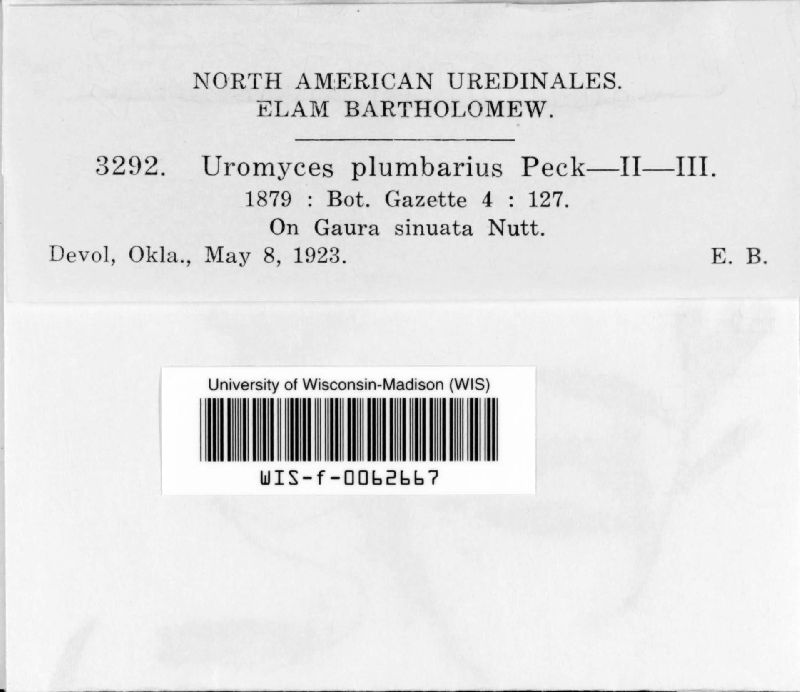 NORTH AMERICAN UREDINALES.
ELAM BARTHOLOMEW.
3292. Uromyces plumbarius Peck—II—III.
1879 : Bot. Gazette 4 : 127.
On Gaura sinuata Nutt.
Devol, Okla., May 8, 1923. E. B.
University of Wisconsin-Madison (WIS)
WIS-f-0062667